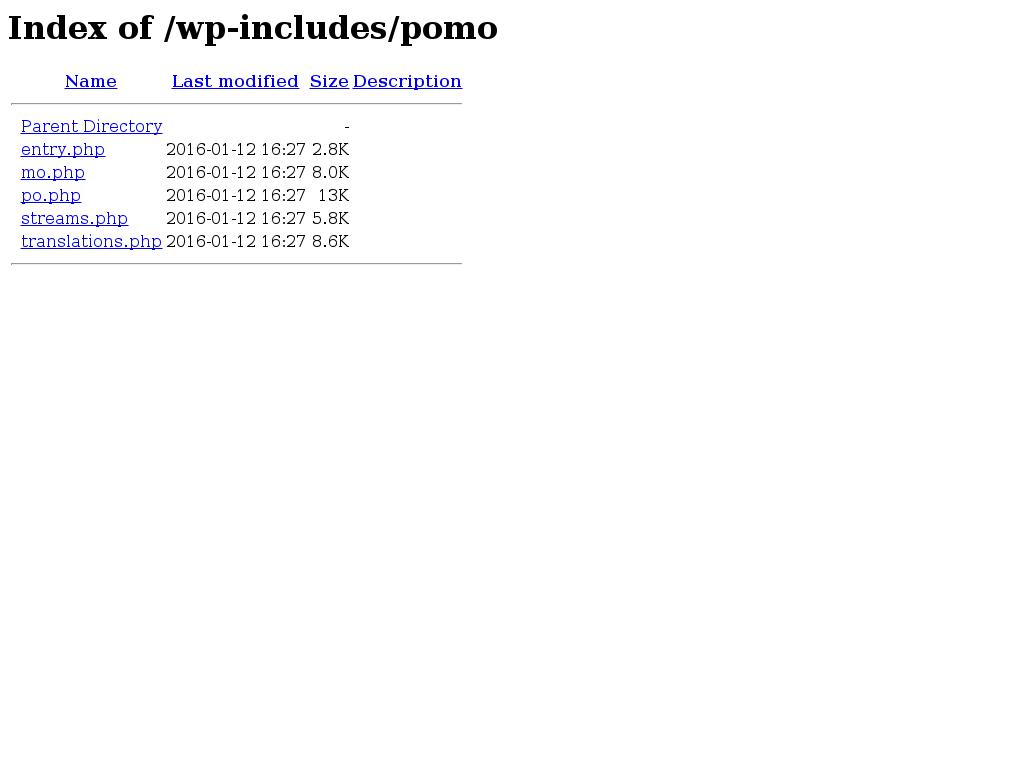 Index of /wp-includes/pomo
Name Last modified Size Description
Parent Directory -
entry.php 2016-01-12 16:27 2.8K
mo.php 2016-01-12 16:27 8.0K
po.php 2016-01-12 16:27 13K
streams.php 2016-01-12 16:27 5.8K
translations.php 2016-01-12 16:27 8.6K